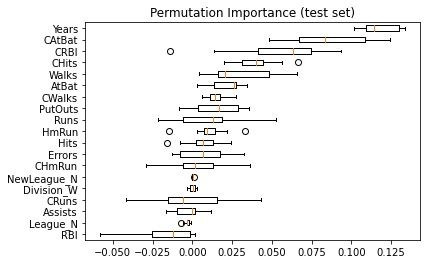 Permutation Importance (test set)
Years
CAtBat
CRBI
CHits
Walks
AtBat
CWalks
PutOuts
Runs
HmRun
Hits
Errors
CHmRun
NewLeague_N
Division_W
CRuns
Assists
League_N
RBI
−0.050 −0.025 0.000 0.025 0.050 0.075 0.100 0.125